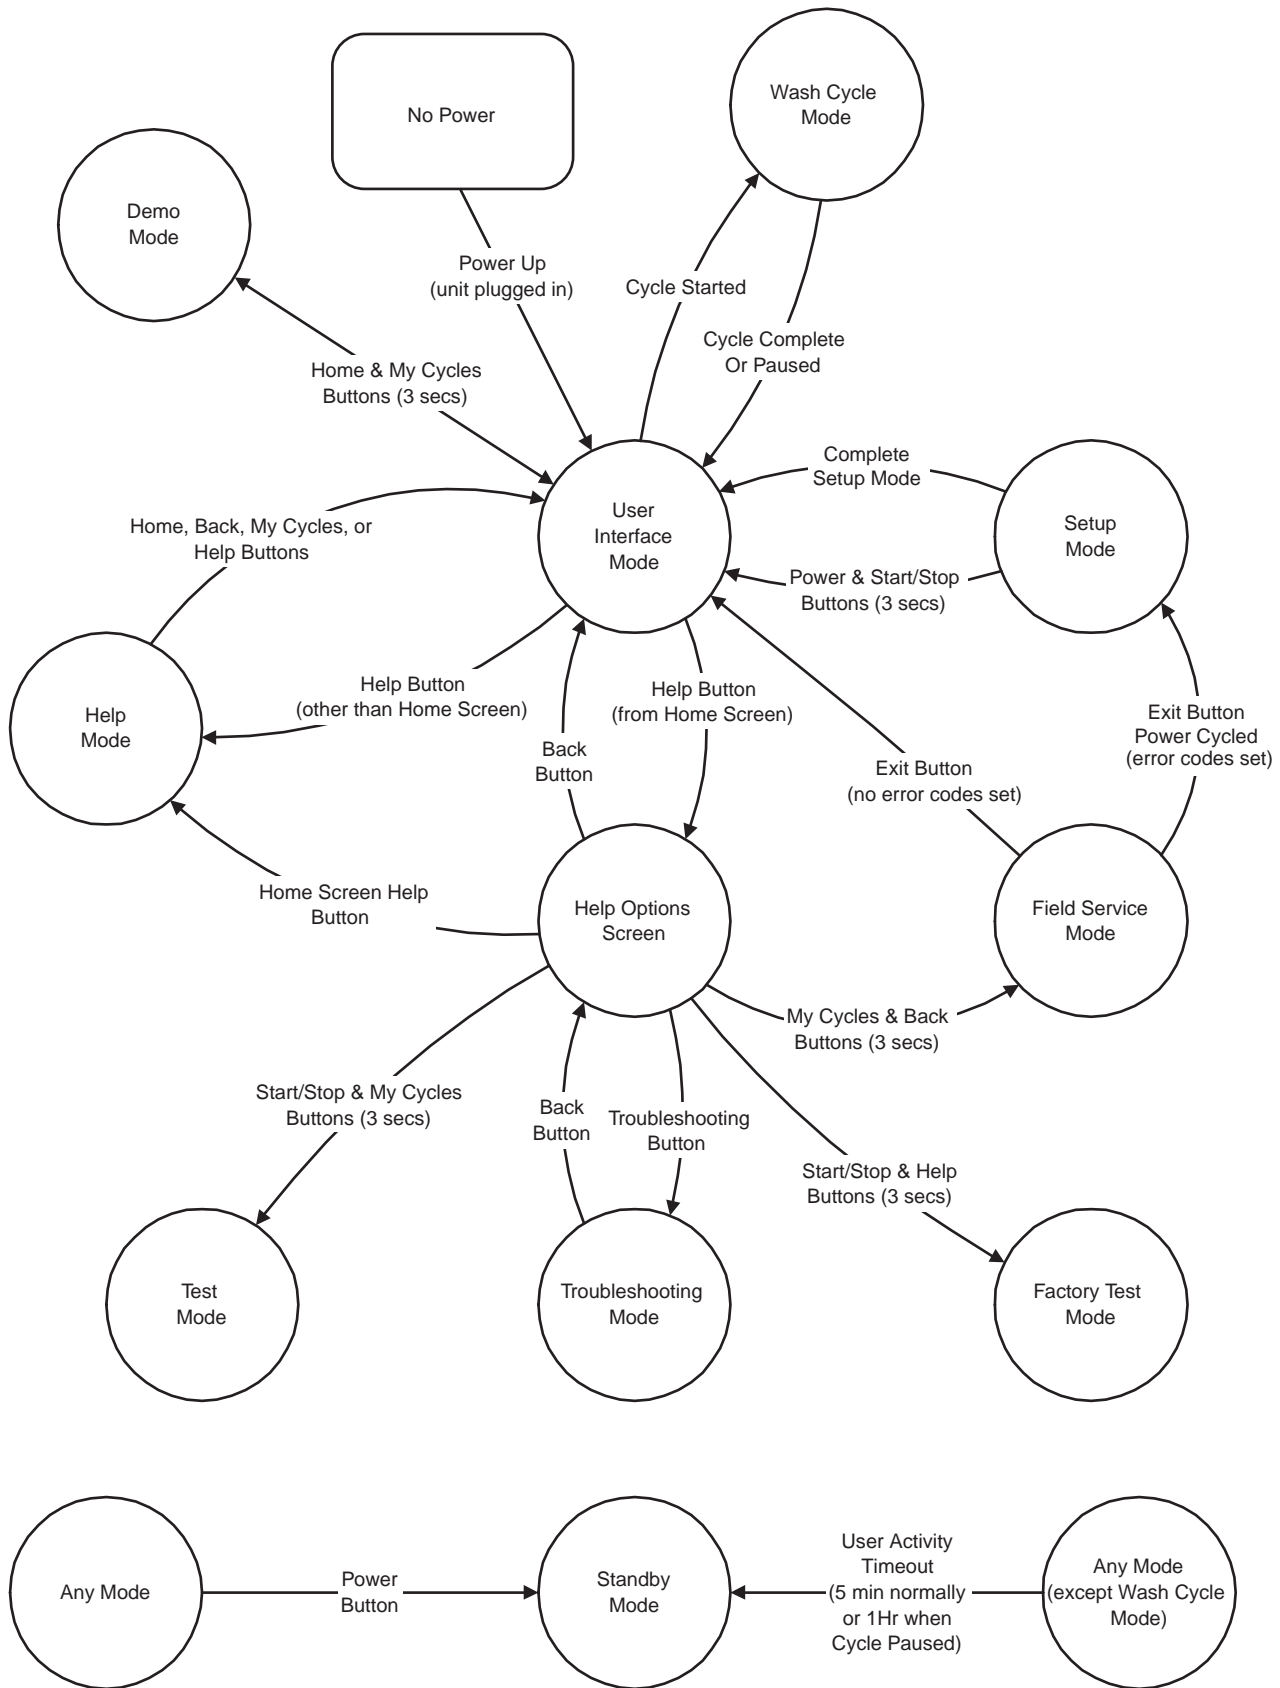 Wash Cycle
Mode
No Power
Demo
Mode
Power Up
(unit plugged in)
Cycle Started
Cycle Complete
Or Paused
Home & My Cycles
Buttons (3 secs)
Complete
Setup Mode
User
Interface
Mode
Setup
Mode
Home, Back, My Cycles, or
Help Buttons
Power & Start/Stop
Buttons (3 secs)
Help Button
(other than Home Screen)
Help Button
(from Home Screen)
Help
Mode
Back
Button
Exit Button
(no error codes set)
Exit Button
Power Cycled
(error codes set)
Home Screen Help
Button
Help Options
Screen
Field Service
Mode
My Cycles & Back
Buttons (3 secs)
Start/Stop & My Cycles
Buttons (3 secs)
Back
Button
Troubleshooting
Button
Start/Stop & Help
Buttons (3 secs)
Test
Mode
Troubleshooting
Mode
Factory Test
Mode
Any Mode
Power
Button
Standby
Mode
User Activity
Timeout
(5 min normally
or 1Hr when
Cycle Paused)
Any Mode
(except Wash Cycle
Mode)